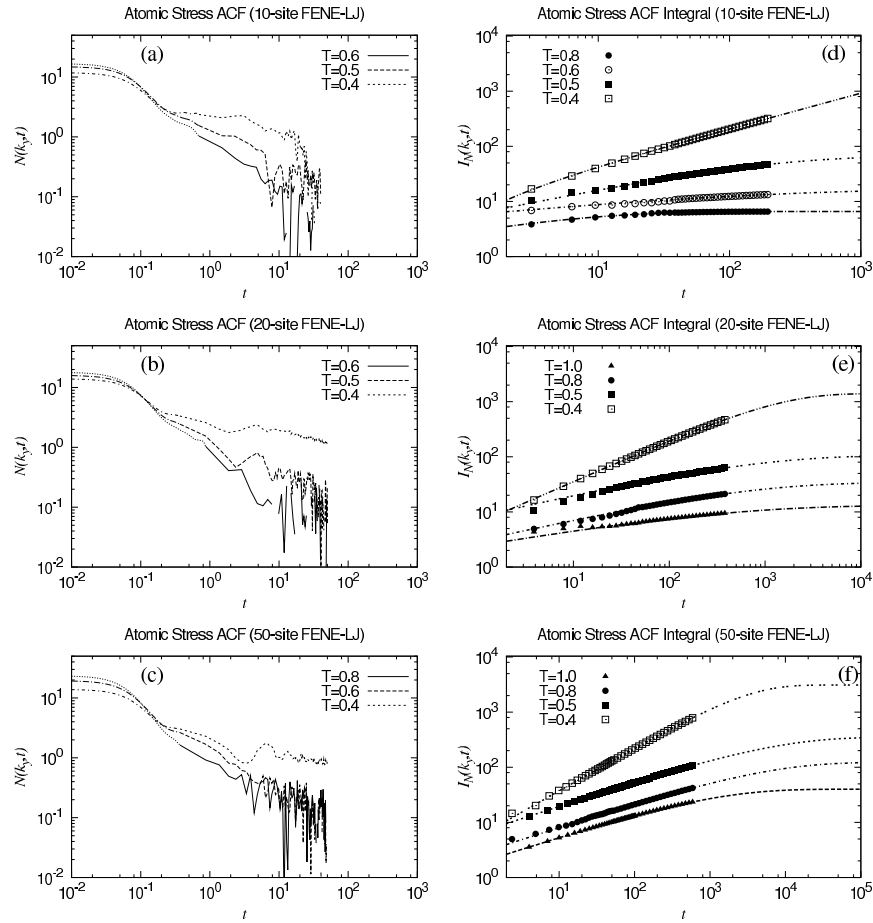 Atomic Stress ACF (10-site FENE-LJ)
(a)
T=0.6
T=0.5
T=0.4
N(k_y,t)
10^1
10^0
10^-1
10^-2
10^-2 10^-1 10^0 10^1 10^2 10^3
t
Atomic Stress ACF Integral (10-site FENE-LJ)
(d)
T=0.8
T=0.6
T=0.5
T=0.4
I_N(k_y,t)
10^4
10^3
10^2
10^1
10^0
10^1 10^2 10^3
t
Atomic Stress ACF (20-site FENE-LJ)
(b)
T=0.6
T=0.5
T=0.4
N(k_y,t)
10^1
10^0
10^-1
10^-2
10^-2 10^-1 10^0 10^1 10^2 10^3
t
Atomic Stress ACF Integral (20-site FENE-LJ)
(e)
T=1.0
T=0.8
T=0.5
T=0.4
I_N(k_y,t)
10^4
10^3
10^2
10^1
10^0
10^1 10^2 10^3 10^4
t
Atomic Stress ACF (50-site FENE-LJ)
(c)
T=0.8
T=0.6
T=0.4
N(k_y,t)
10^1
10^0
10^-1
10^-2
10^-2 10^-1 10^0 10^1 10^2 10^3
t
Atomic Stress ACF Integral (50-site FENE-LJ)
(f)
T=1.0
T=0.8
T=0.5
T=0.4
I_N(k_y,t)
10^4
10^3
10^2
10^1
10^0
10^1 10^2 10^3 10^4 10^5
t